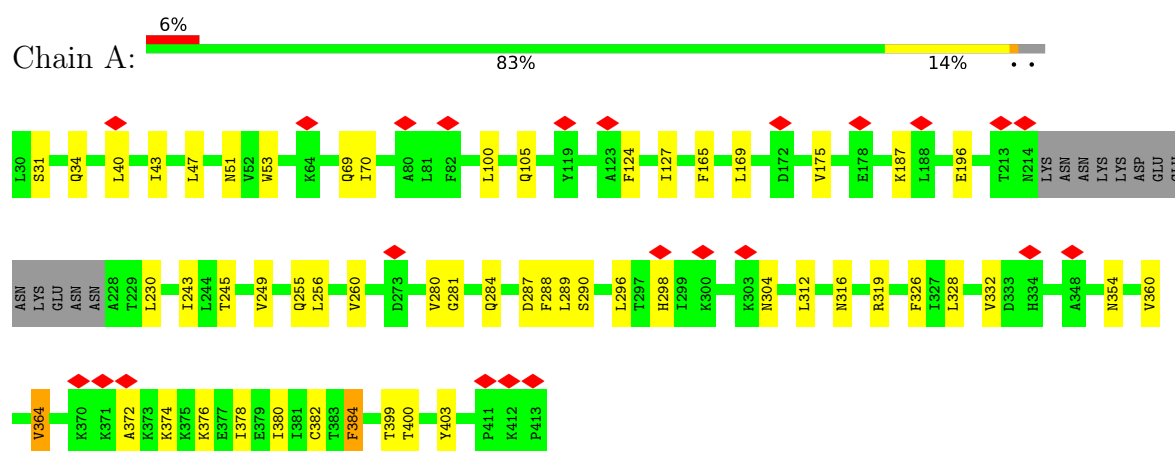 6%
Chain A:
83% 14% • •
L30 S31 Q34 L40 I43 L47 N51 V52 W53 K64 Q69 I70 A80 L81 F82 L100 Q105 Y119 A123 F124 I127 F165 L169 D172 V175 E178 K187 L188 E196 T213 N214 LYS ASN ASN LYS LYS ASP GLU GLU
ASN LYS GLU ASN ASN A228 T229 L230 I243 L244 T245 V249 Q255 L256 V260 D273 V280 G281 Q284 D287 F288 L289 S290 L296 T297 H298 I299 K300 K303 N304 L312 N316 R319 F326 I327 L328 V332 D333 H334 A348 N354 V360
V364 K370 K371 A372 K373 K374 K375 K376 E377 I378 E379 I380 I381 C382 T383 F384 T399 T400 Y403 P411 K412 P413